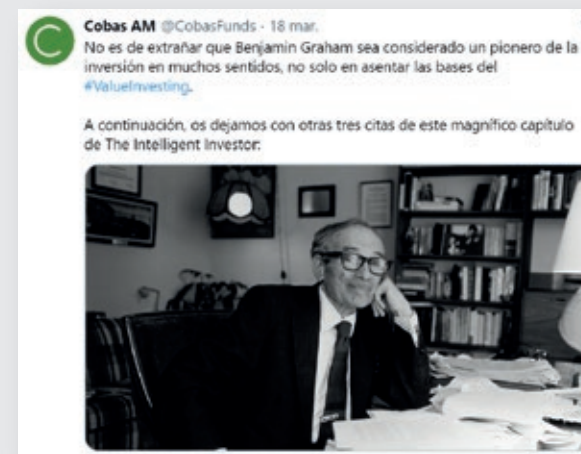 Cobas AM @CobasFunds · 18 mar.
No es de extrañar que Benjamin Graham sea considerado un pionero de la
inversión en muchos sentidos, no solo en asentar las bases del
#ValueInvesting.
A continuación, os dejamos con otras tres citas de este magnífico capítulo
de The Intelligent Investor: